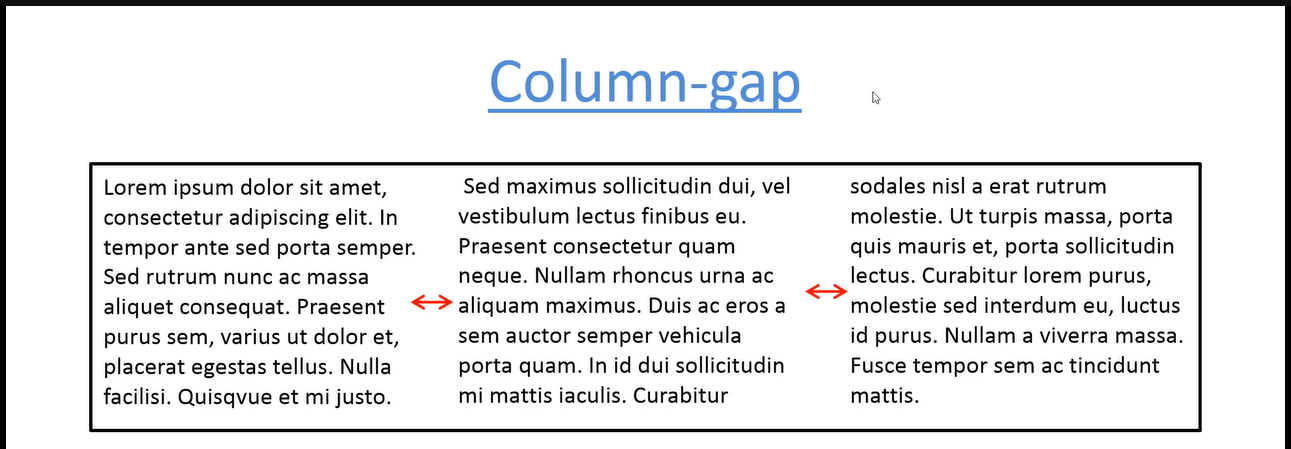 Column-gap
Lorem ipsum dolor sit amet,
consectetur adipiscing elit. In
tempor ante sed porta semper.
Sed rutrum nunc ac massa
aliquet consequat. Praesent
purus sem, varius ut dolor et,
placerat egestas tellus. Nulla
facilisi. Quisqvue et mi justo.
Sed maximus sollicitudin dui, vel
vestibulum lectus finibus eu.
Praesent consectetur quam
neque. Nullam rhoncus urna ac
aliquam maximus. Duis ac eros a
sem auctor semper vehicula
porta quam. In id dui sollicitudin
mi mattis iaculis. Curabitur
sodales nisl a erat rutrum
molestie. Ut turpis massa, porta
quis mauris et, porta sollicitudin
lectus. Curabitur lorem purus,
molestie sed interdum eu, luctus
id purus. Nullam a viverra massa.
Fusce tempor sem ac tincidunt
mattis.